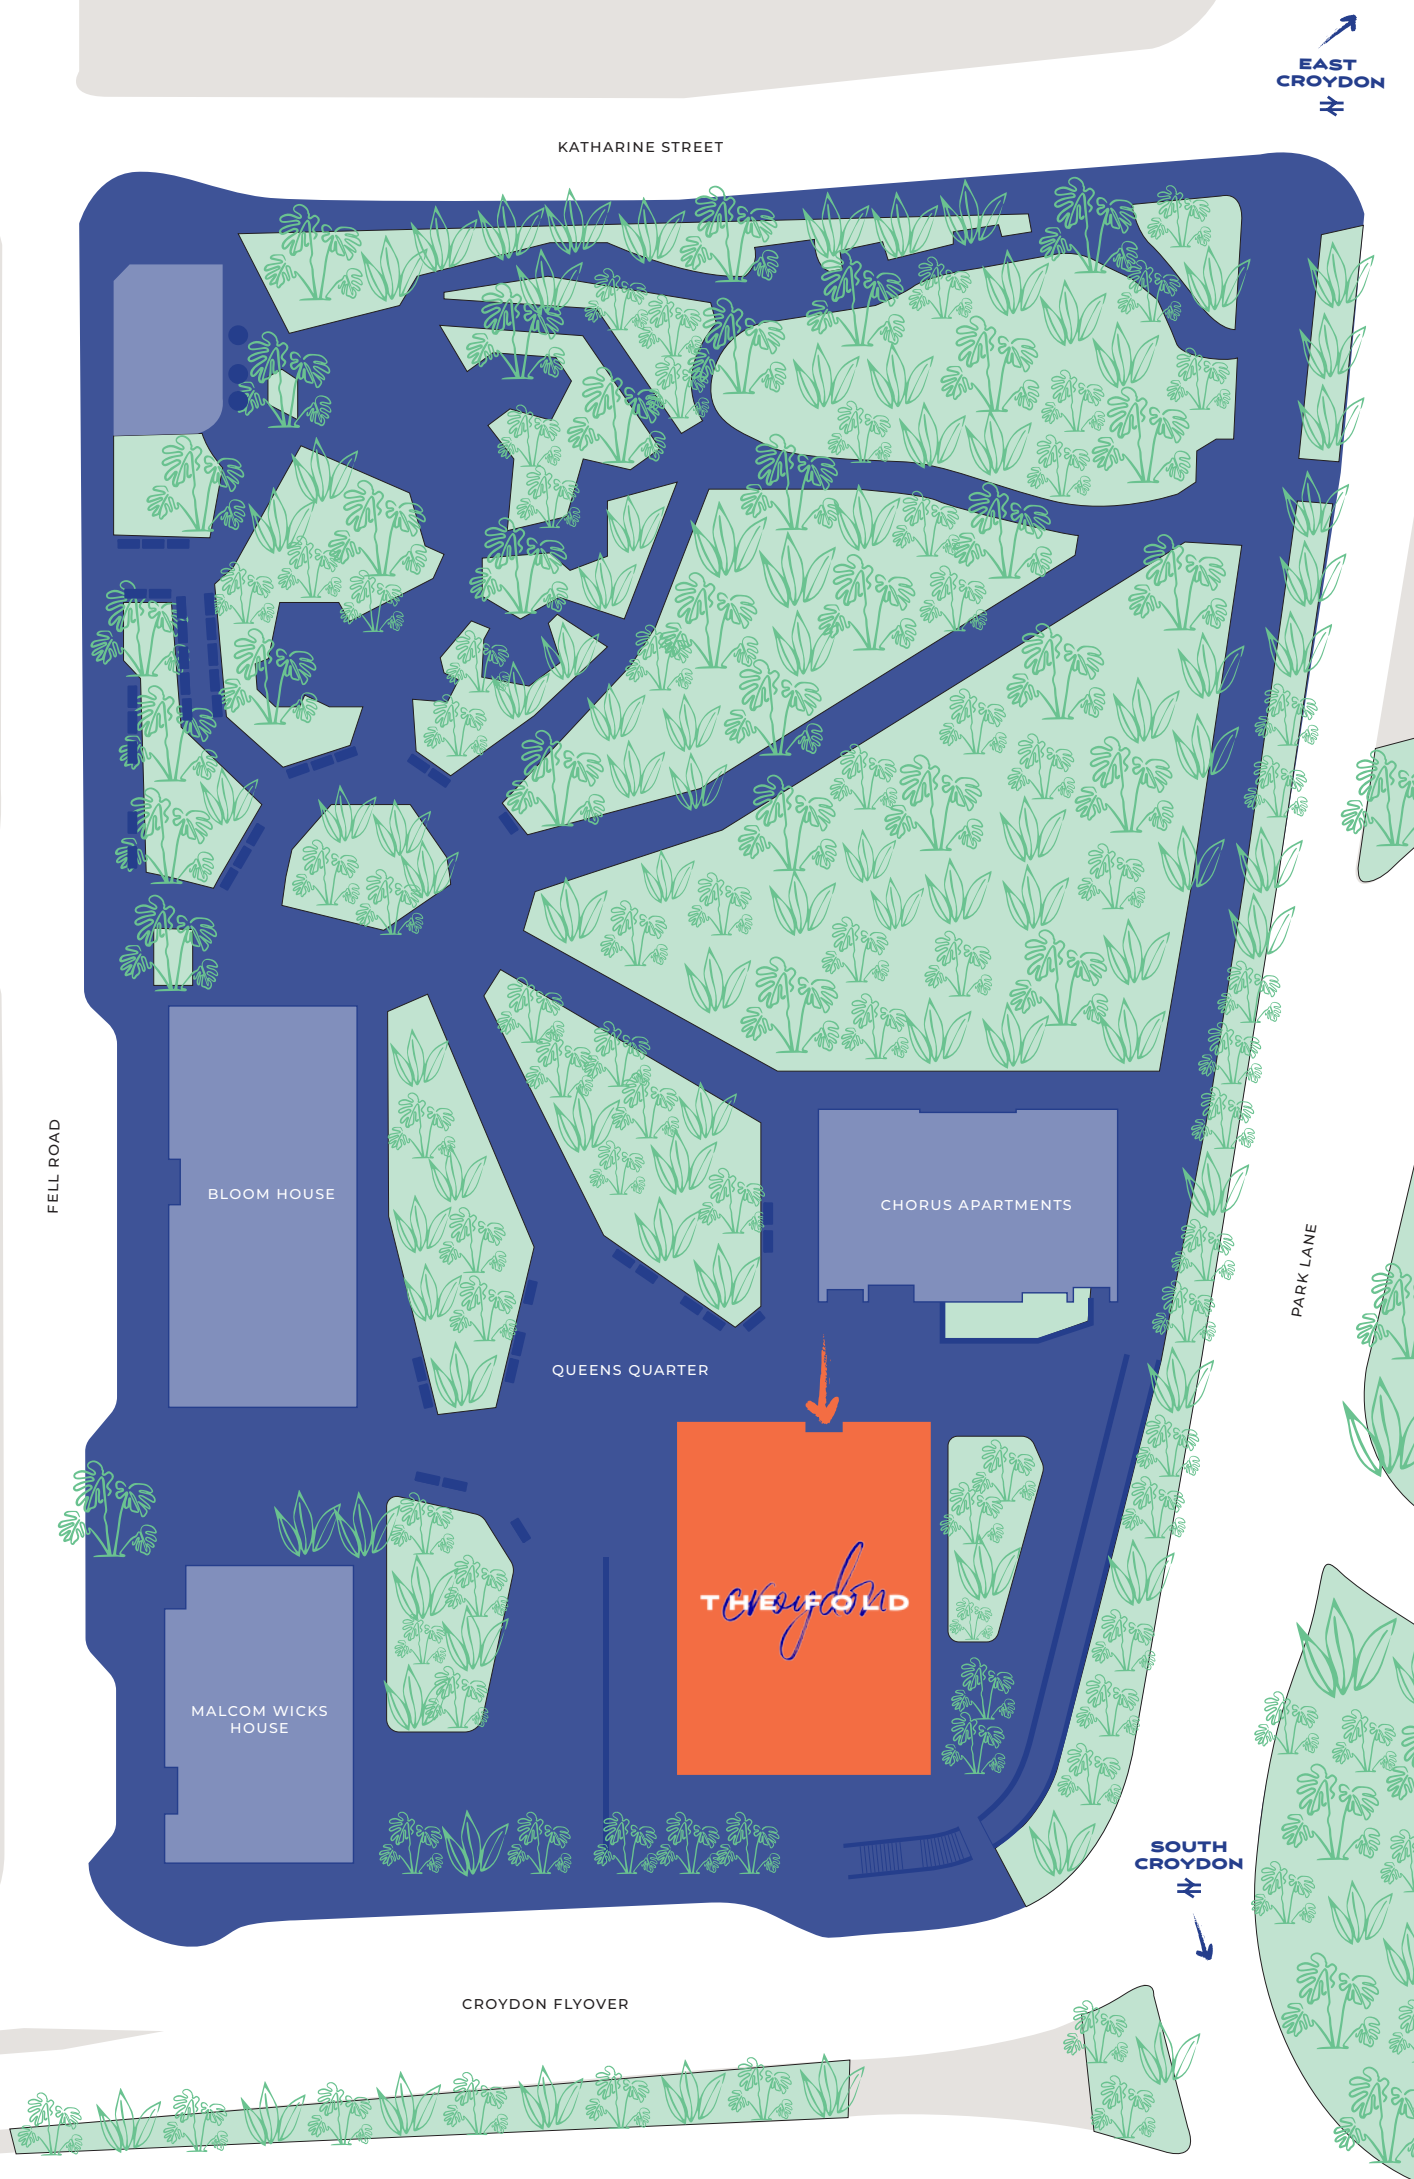 EAST
CROYDON
KATHARINE STREET
FELL ROAD
BLOOM HOUSE
CHORUS APARTMENTS
PARK LANE
QUEENS QUARTER
THE FOLD
croydon
MALCOM WICKS
HOUSE
SOUTH
CROYDON
CROYDON FLYOVER